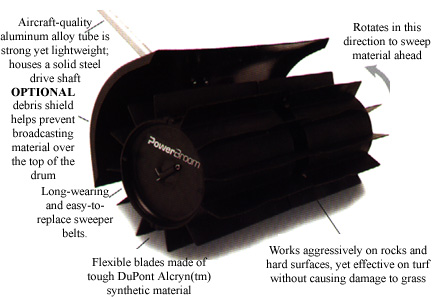 Aircraft-quality
aluminum alloy tube is
strong yet lightweight;
houses a solid steel
drive shaft
OPTIONAL
debris shield
helps prevent
broadcasting
material over
the top of the
drum
Long-wearing
and easy-to-
replace sweeper
belts.
Flexible blades made of
tough DuPont Alcryn(tm)
synthetic material
Rotates in this
direction to sweep
material ahead
PowerBroom
Works aggressively on rocks and
hard surfaces, yet effective on turf
without causing damage to grass